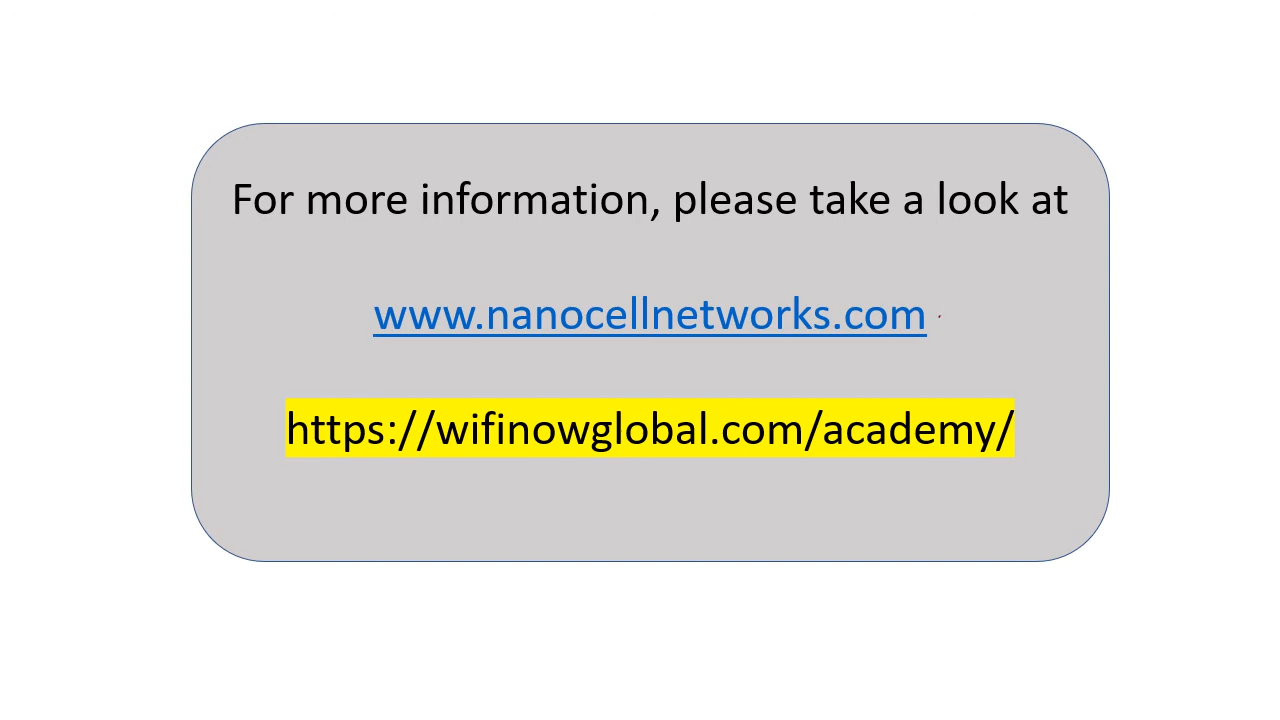 For more information, please take a look at
www.nanocellnetworks.com
https://wifinowglobal.com/academy/